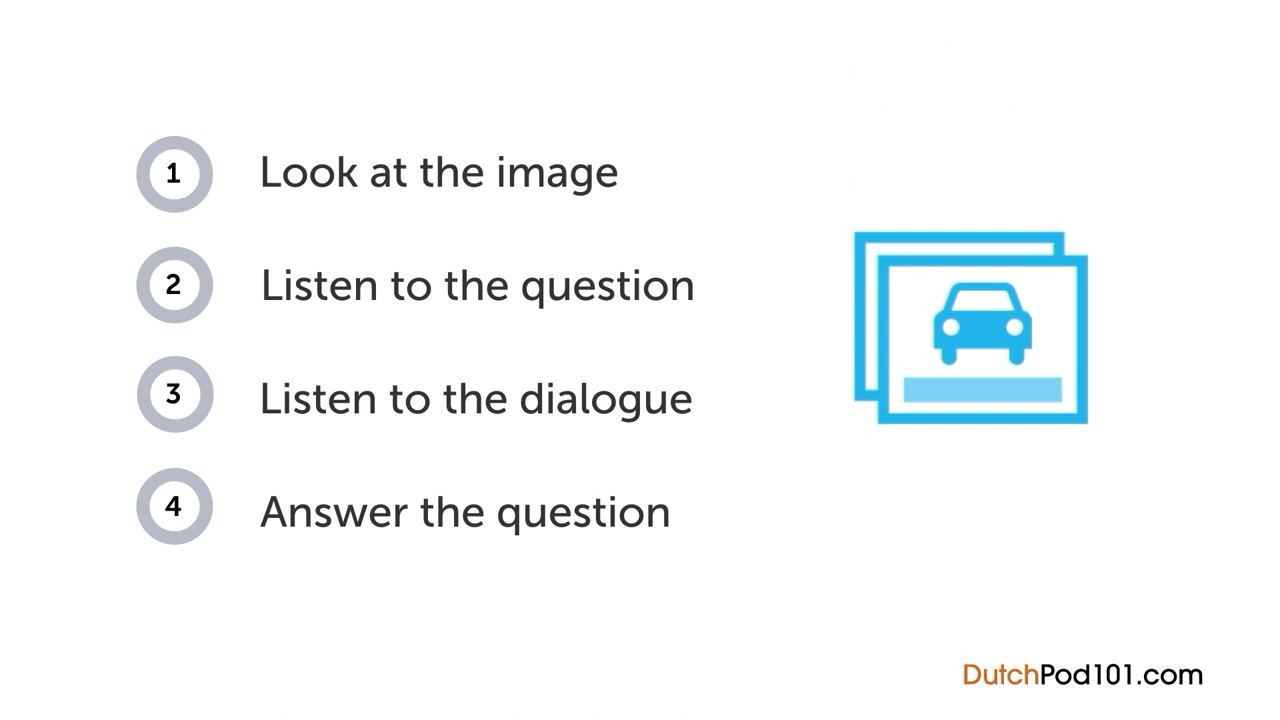 1 Look at the image
2 Listen to the question
3 Listen to the dialogue
4 Answer the question
DutchPod101.com